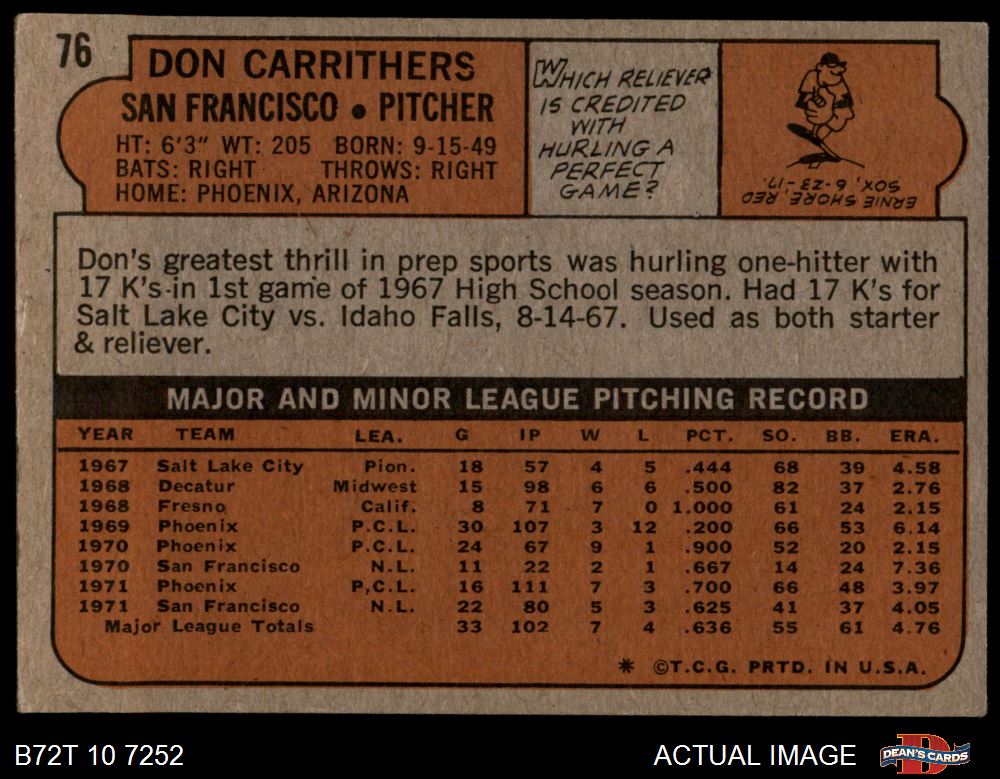 76
DON CARRITHERS
SAN FRANCISCO • PITCHER
HT: 6'3" WT: 205 BORN: 9-15-49
BATS: RIGHT THROWS: RIGHT
HOME: PHOENIX, ARIZONA
WHICH RELIEVER
IS CREDITED
WITH
HURLING A
PERFECT
GAME?
ERNIE SHORE, RED
SOX, 6-23-'17.
Don's greatest thrill in prep sports was hurling one-hitter with
17 K's in 1st game of 1967 High School season. Had 17 K's for
Salt Lake City vs. Idaho Falls, 8-14-67. Used as both starter
& reliever.
MAJOR AND MINOR LEAGUE PITCHING RECORD
YEAR TEAM LEA. G IP W L PCT. SO. BB. ERA.
1967 Salt Lake City Pion. 18 57 4 5 .444 68 39 4.58
1968 Decatur Midwest 15 98 6 6 .500 82 37 2.76
1968 Fresno Calif. 8 71 7 0 1.000 61 24 2.15
1969 Phoenix P.C.L. 30 107 3 12 .200 66 53 6.14
1970 Phoenix P.C.L. 24 67 9 1 .900 52 20 2.15
1970 San Francisco N.L. 11 22 2 1 .667 14 24 7.36
1971 Phoenix P,C.L. 16 111 7 3 .700 66 48 3.97
1971 San Francisco N.L. 22 80 5 3 .625 41 37 4.05
Major League Totals 33 102 7 4 .636 55 61 4.76
* ©T.C.G. PRTD. IN U.S.A.
B72T 10 7252
ACTUAL IMAGE
DEAN'S CARDS